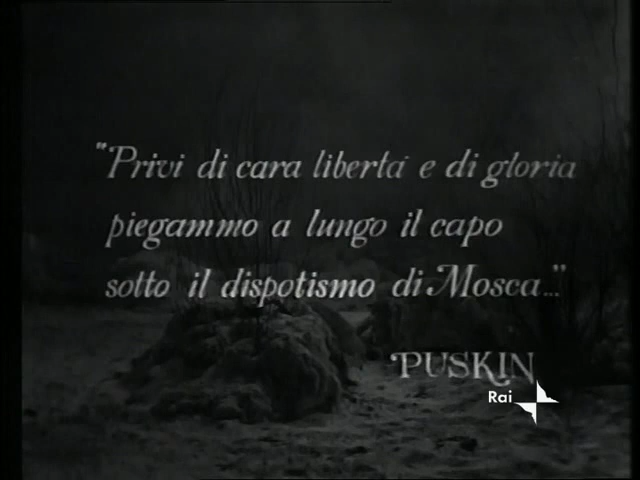 "Privi di cara libertà e di gloria
piegammo a lungo il capo
sotto il dispotismo di Mosca..."
PUSKIN
Rai